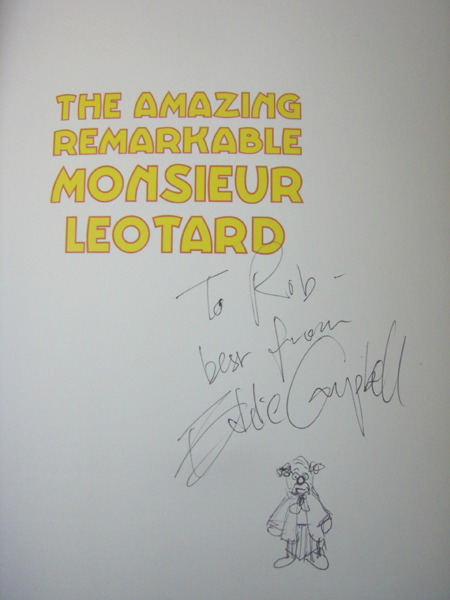 THE AMAZING
REMARKABLE
MONSIEUR
LEOTARD
To Rob -
best from
Eddie Campbell